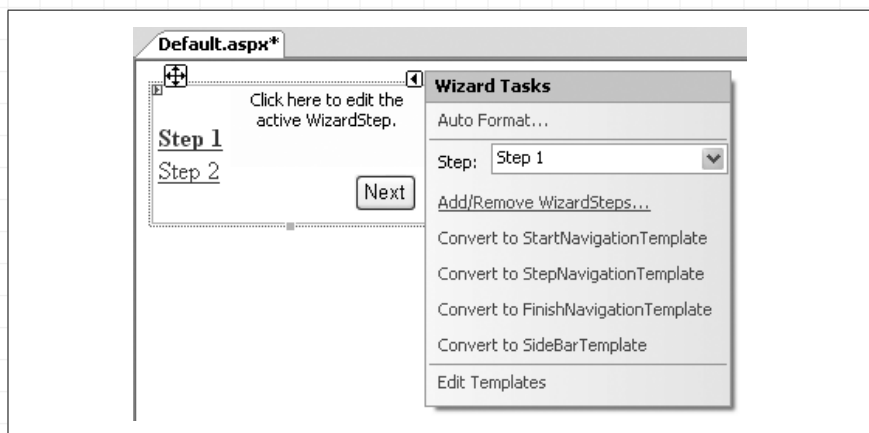 Default.aspx*
Click here to edit the
active WizardStep.
Step 1
Step 2
Next
Wizard Tasks
Auto Format...
Step: Step 1
Add/Remove WizardSteps...
Convert to StartNavigationTemplate
Convert to StepNavigationTemplate
Convert to FinishNavigationTemplate
Convert to SideBarTemplate
Edit Templates